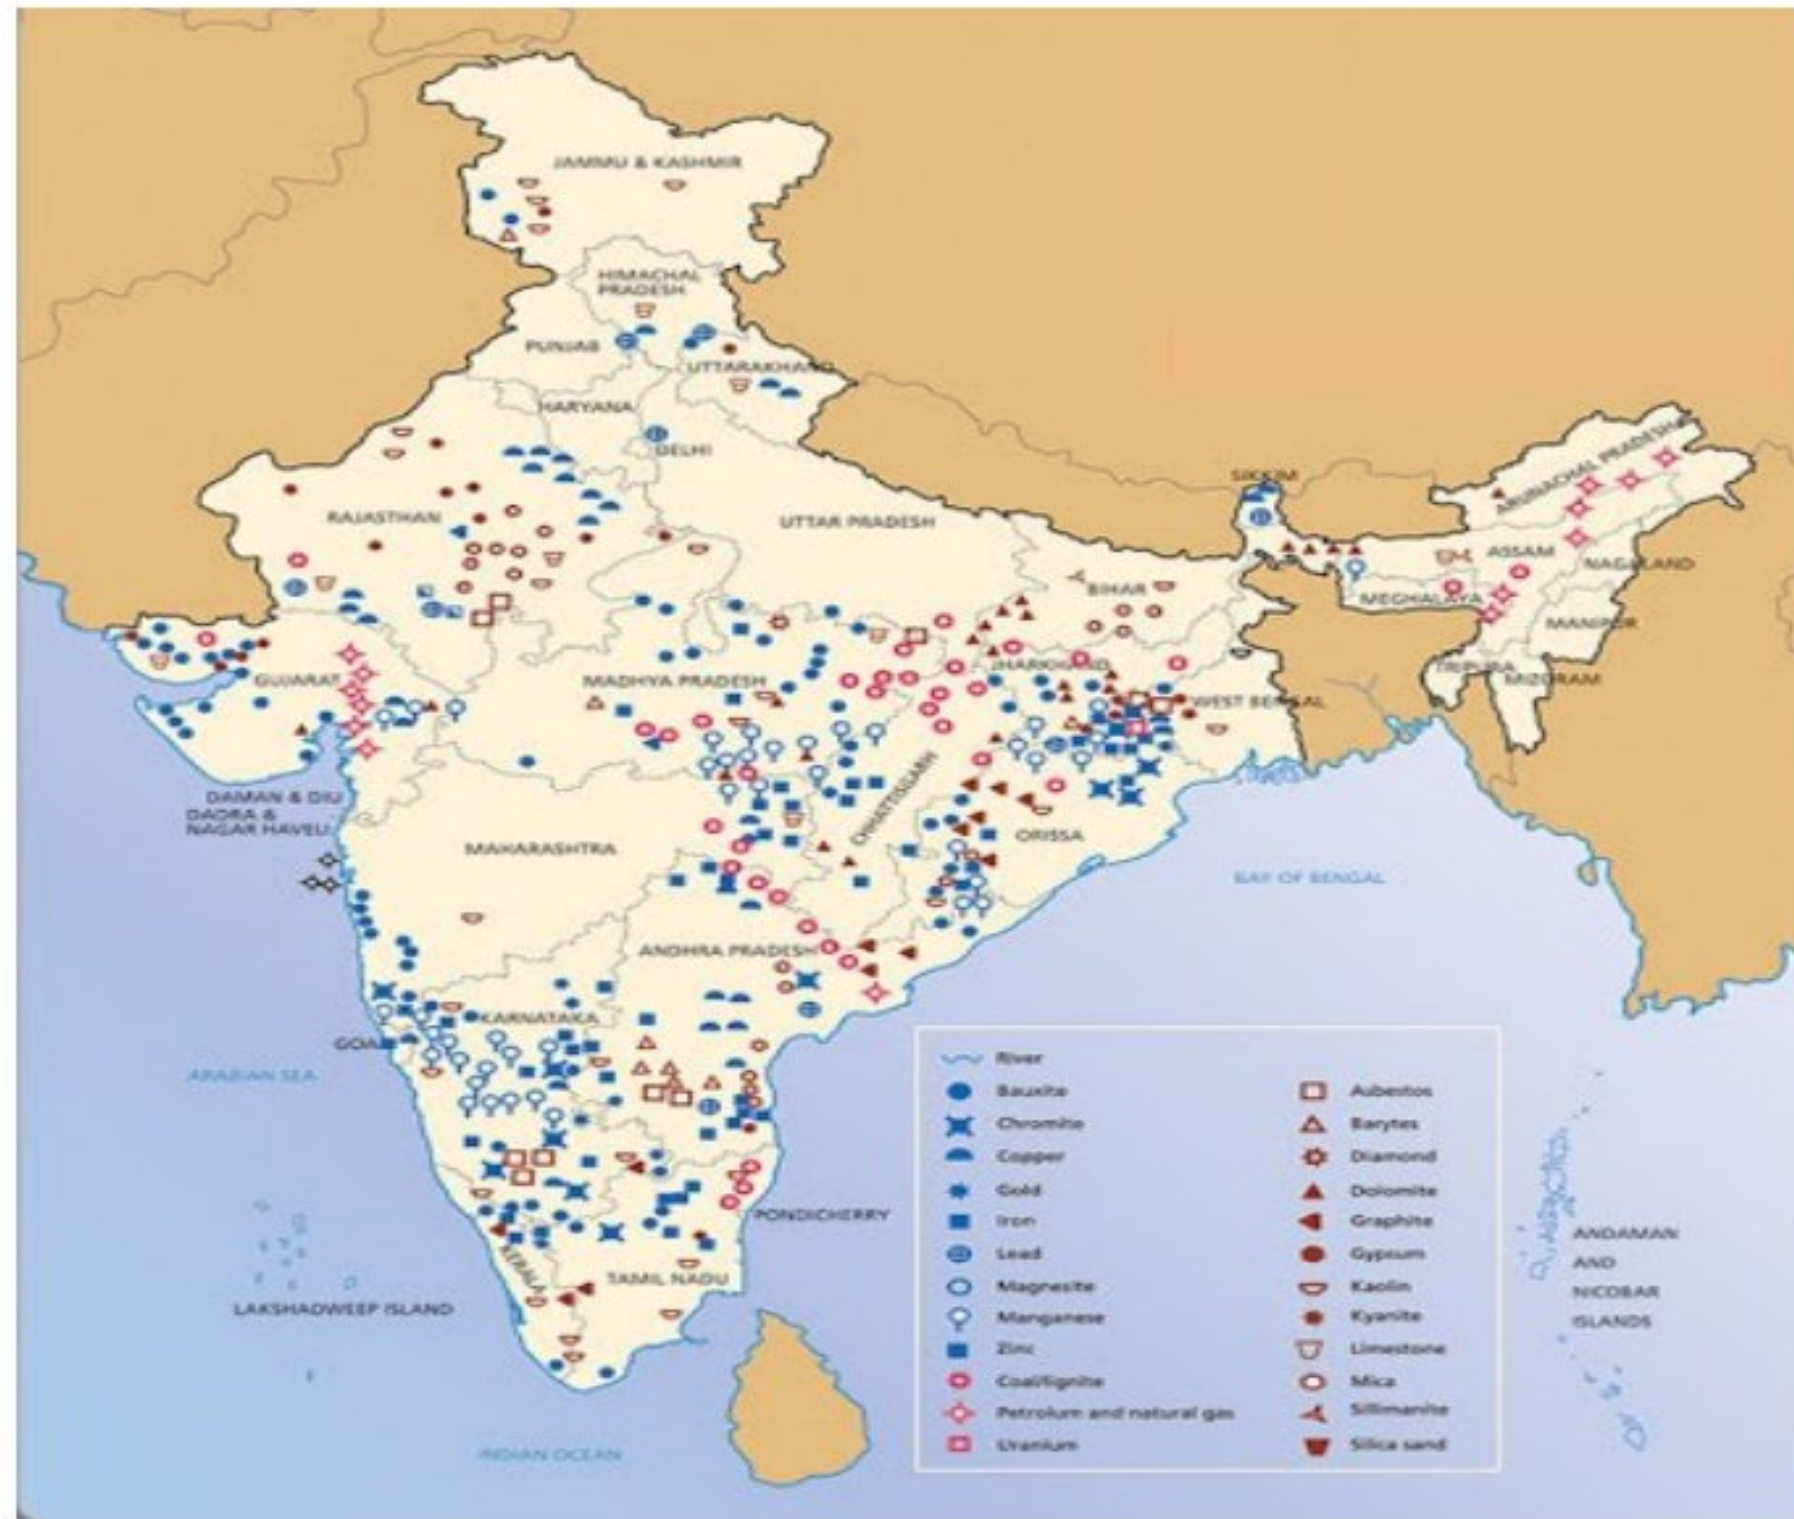 JAMMU & KASHMIR
HIMACHAL
PRADESH
PUNJAB
UTTARAKHAND
HARYANA
DELHI
SIKKIM
ARUNACHAL PRADESH
RAJASTHAN
UTTAR PRADESH
ASSAM
NAGALAND
BIHAR
MEGHALAYA
MANIPUR
GUJARAT
MADHYA PRADESH
JHARKHAND
TRIPURA
MIZORAM
WEST BENGAL
DAMAN & DIU
DADRA &
NAGAR HAVELI
CHHATTISGARH
MAHARASHTRA
ORISSA
BAY OF BENGAL
ANDHRA PRADESH
KARNATAKA
GOA
ARABIAN SEA
PONDICHERRY
KERALA
TAMIL NADU
LAKSHADWEEP ISLAND
INDIAN OCEAN
ANDAMAN
AND
NICOBAR
ISLANDS
River
Bauxite
Chromite
Copper
Gold
Iron
Lead
Magnesite
Manganese
Zinc
Coal/lignite
Petrolum and natural gas
Uranium
Asbestos
Barytes
Diamond
Dolomite
Graphite
Gypsum
Kaolin
Kyanite
Limestone
Mica
Sillimanite
Silica sand